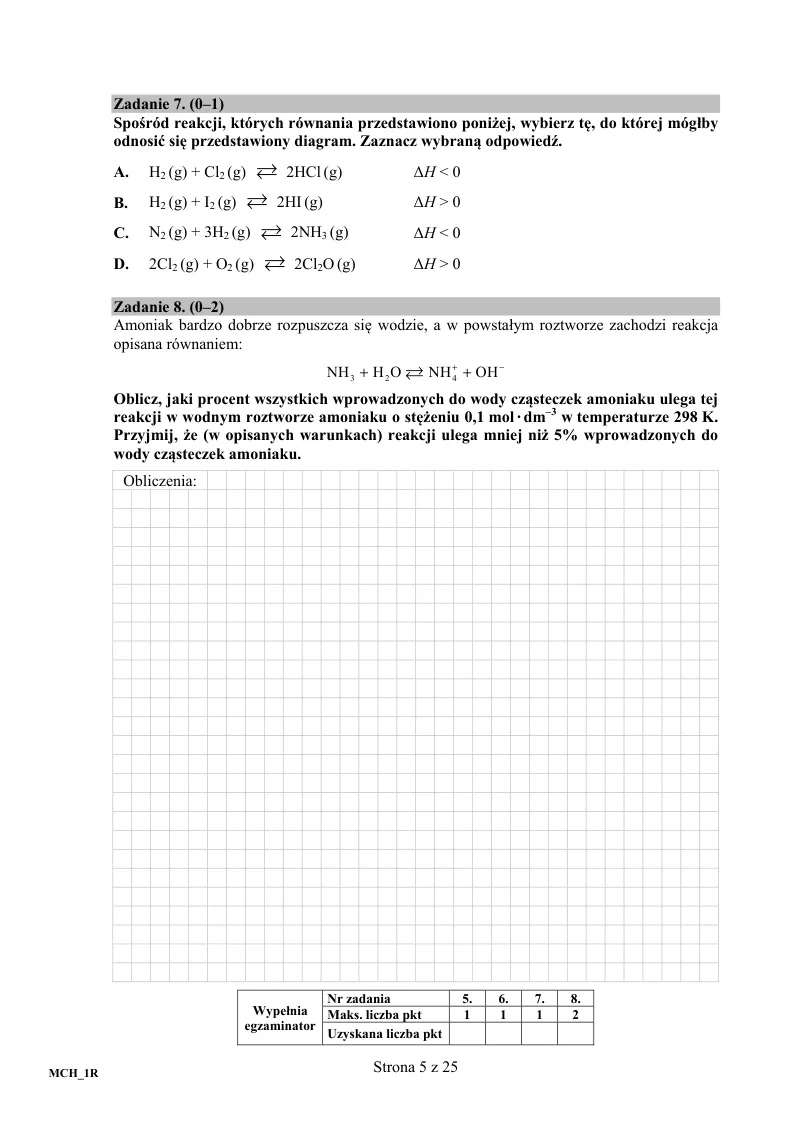 Zadanie 7. (0–1)
Spośród reakcji, których równania przedstawiono poniżej, wybierz tę, do której mógłby
odnosić się przedstawiony diagram. Zaznacz wybraną odpowiedź.
A. H₂ (g) + Cl₂ (g) ⇄ 2HCl (g) ΔH < 0
B. H₂ (g) + I₂ (g) ⇄ 2HI (g) ΔH > 0
C. N₂ (g) + 3H₂ (g) ⇄ 2NH₃ (g) ΔH < 0
D. 2Cl₂ (g) + O₂ (g) ⇄ 2Cl₂O (g) ΔH > 0
Zadanie 8. (0–2)
Amoniak bardzo dobrze rozpuszcza się wodzie, a w powstałym roztworze zachodzi reakcja
opisana równaniem:
NH₃ + H₂O ⇄ NH₄⁺ + OH⁻
Oblicz, jaki procent wszystkich wprowadzonych do wody cząsteczek amoniaku ulega tej
reakcji w wodnym roztworze amoniaku o stężeniu 0,1 mol · dm⁻³ w temperaturze 298 K.
Przyjmij, że (w opisanych warunkach) reakcji ulega mniej niż 5% wprowadzonych do
wody cząsteczek amoniaku.
Obliczenia:
Wypełnia egzaminator
Nr zadania 5. 6. 7. 8.
Maks. liczba pkt 1 1 1 2
Uzyskana liczba pkt
Strona 5 z 25
MCH_1R